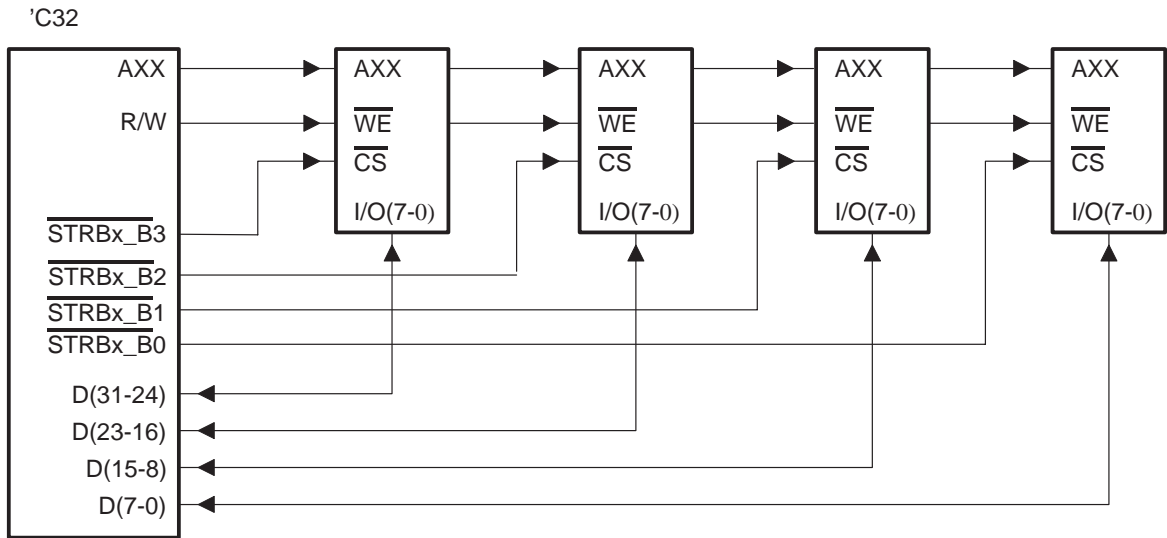 'C32
AXX
R/W
STRBx_B3
STRBx_B2
STRBx_B1
STRBx_B0
D(31-24)
D(23-16)
D(15-8)
D(7-0)
AXX
WE
CS
I/O(7-0)
AXX
WE
CS
I/O(7-0)
AXX
WE
CS
I/O(7-0)
AXX
WE
CS
I/O(7-0)